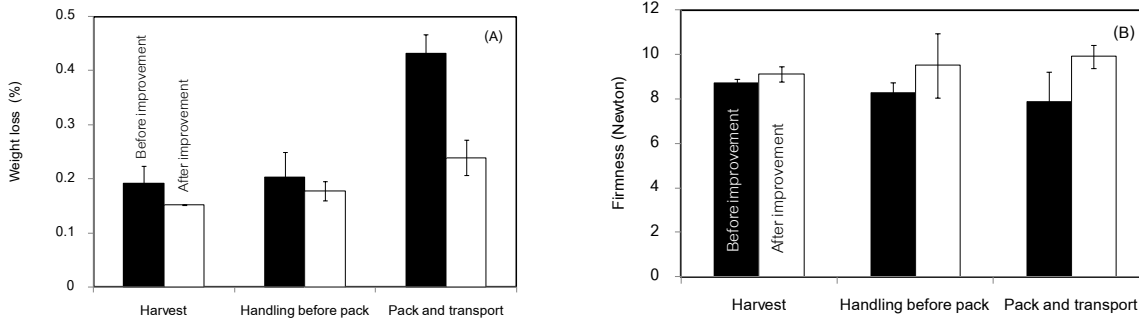 (A)
Weight loss (%)
0.5
0.4
0.3
0.2
0.1
0
Before improvement
After improvement
Harvest
Handling before pack
Pack and transport
(B)
Firmness (Newton)
12
10
8
6
4
2
0
Before improvement
After improvement
Harvest
Handling before pack
Pack and transport